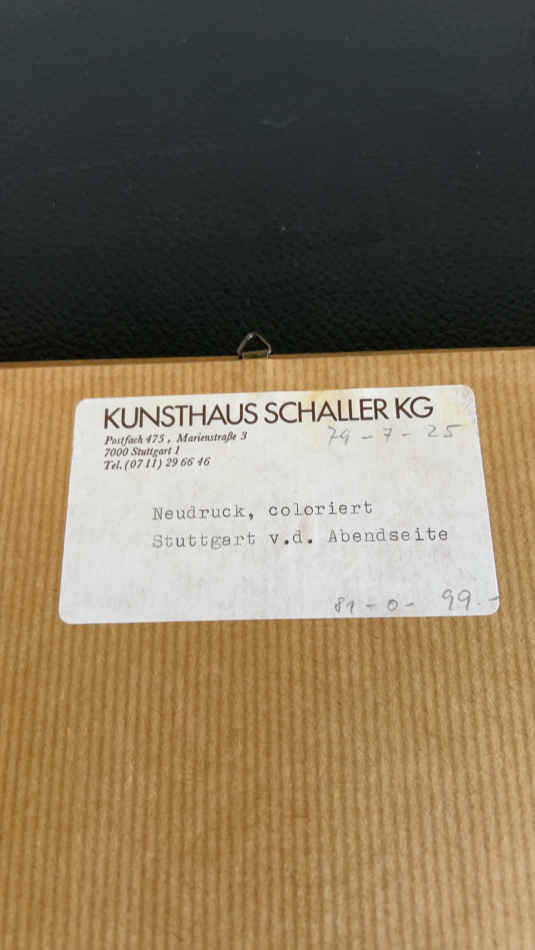 KUNSTHAUS SCHALLER KG
Postfach 475, Marienstraße 3
7000 Stuttgart 1
Tel. (0711) 29 66 46
79-7-25
Neudruck, coloriert
Stuttgart v.d. Abendseite
81-0- 99.-